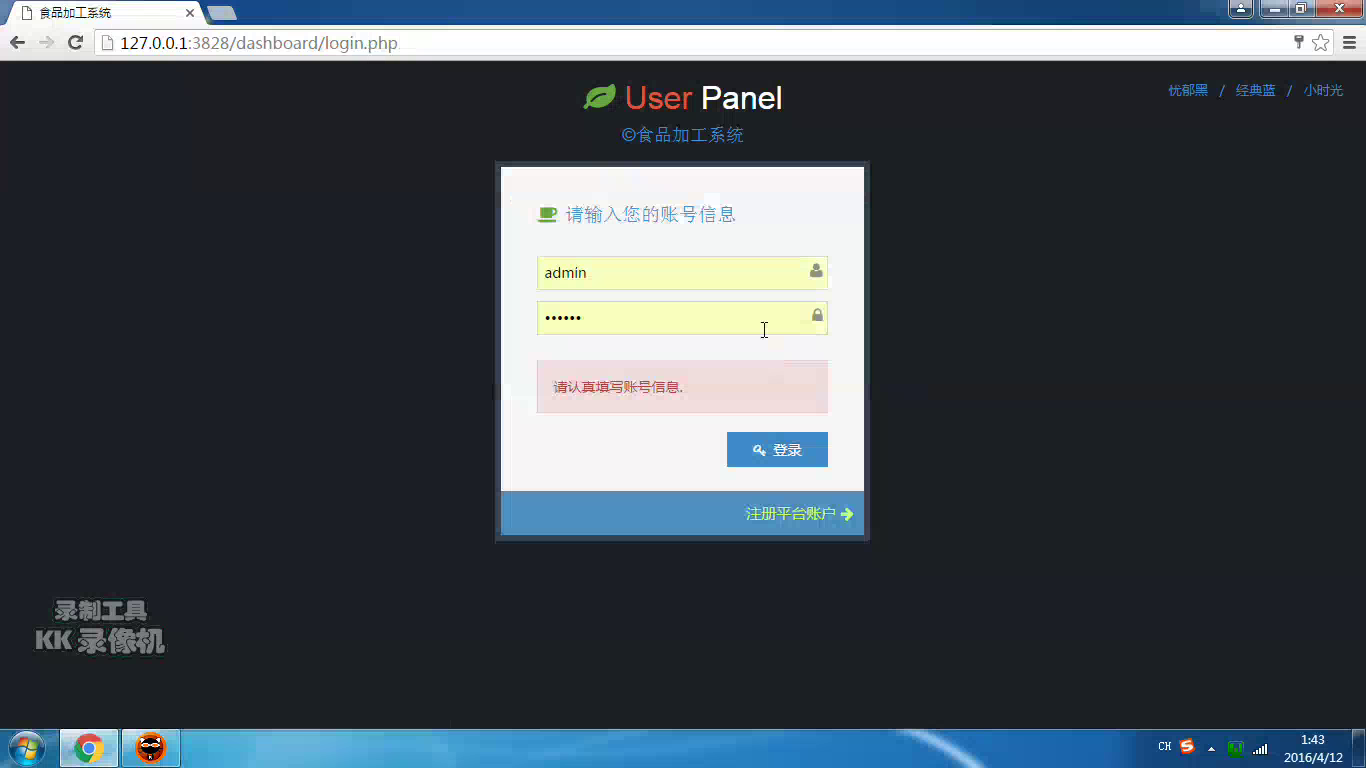 食品加工系统
127.0.0.1:3828/dashboard/login.php
User Panel
忧郁黑 / 经典蓝 / 小时光
©食品加工系统
请输入您的账号信息
admin
••••••
请认真填写账号信息.
登录
注册平台账户
录制工具
KK 录像机
CH
1:43
2016/4/12